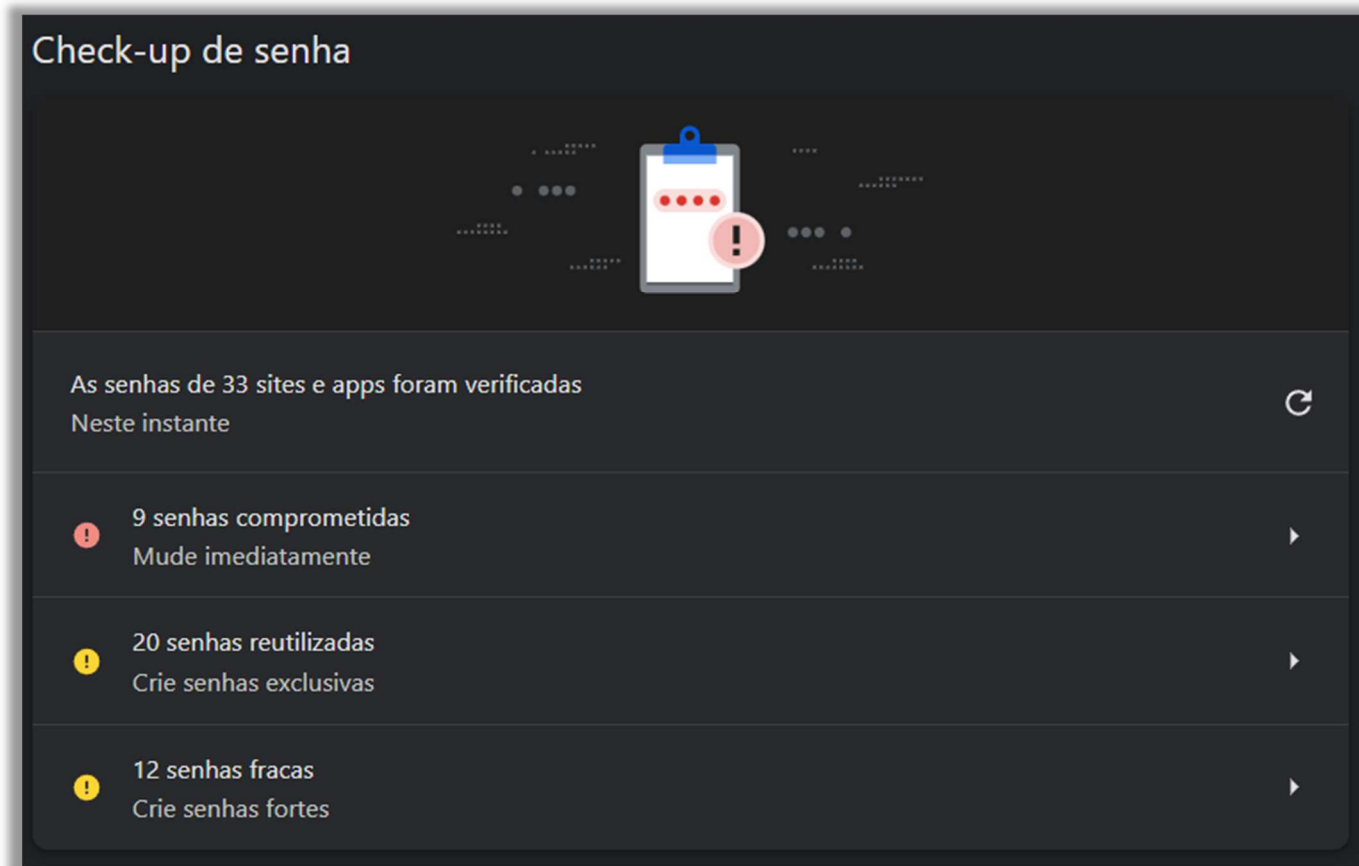 Check-up de senha
As senhas de 33 sites e apps foram verificadas
Neste instante
9 senhas comprometidas
Mude imediatamente
20 senhas reutilizadas
Crie senhas exclusivas
12 senhas fracas
Crie senhas fortes